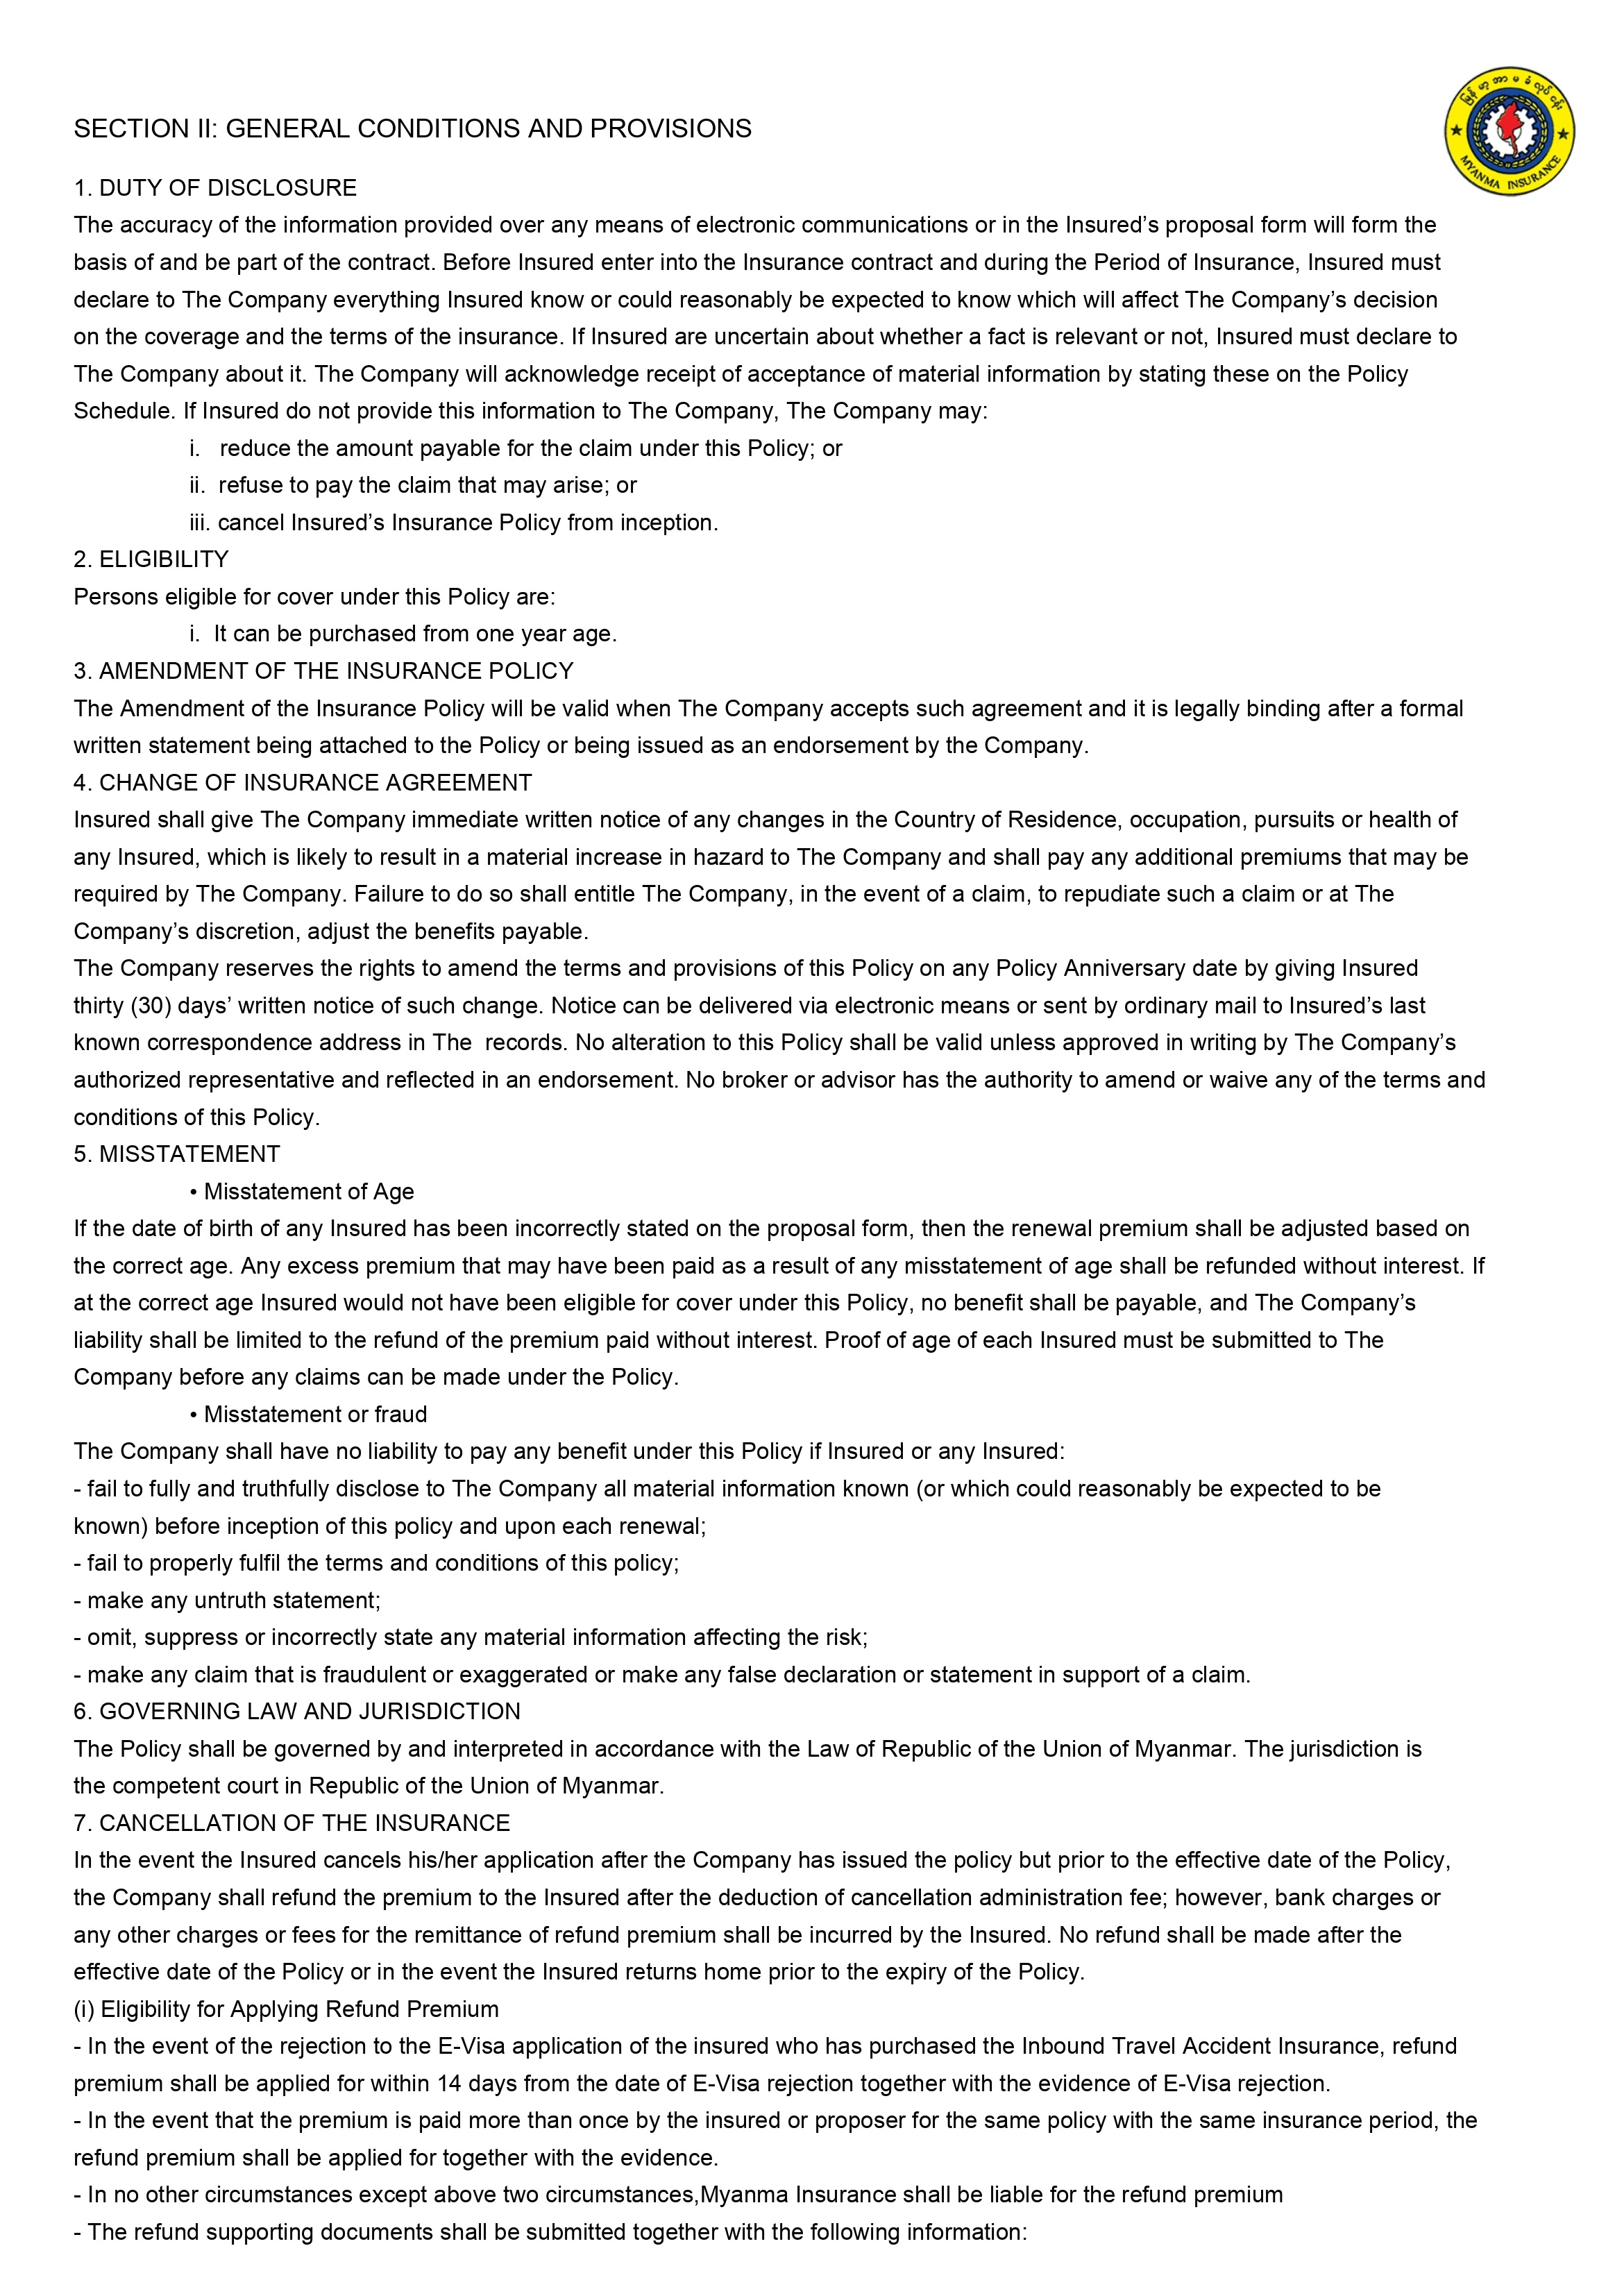 မြန်မာ့အာမခံလုပ်ငန်း
MYANMA INSURANCE
SECTION II: GENERAL CONDITIONS AND PROVISIONS
1. DUTY OF DISCLOSURE
The accuracy of the information provided over any means of electronic communications or in the Insured’s proposal form will form the
basis of and be part of the contract. Before Insured enter into the Insurance contract and during the Period of Insurance, Insured must
declare to The Company everything Insured know or could reasonably be expected to know which will affect The Company’s decision
on the coverage and the terms of the insurance. If Insured are uncertain about whether a fact is relevant or not, Insured must declare to
The Company about it. The Company will acknowledge receipt of acceptance of material information by stating these on the Policy
Schedule. If Insured do not provide this information to The Company, The Company may:
i. reduce the amount payable for the claim under this Policy; or
ii. refuse to pay the claim that may arise; or
iii. cancel Insured’s Insurance Policy from inception.
2. ELIGIBILITY
Persons eligible for cover under this Policy are:
i. It can be purchased from one year age.
3. AMENDMENT OF THE INSURANCE POLICY
The Amendment of the Insurance Policy will be valid when The Company accepts such agreement and it is legally binding after a formal
written statement being attached to the Policy or being issued as an endorsement by the Company.
4. CHANGE OF INSURANCE AGREEMENT
Insured shall give The Company immediate written notice of any changes in the Country of Residence, occupation, pursuits or health of
any Insured, which is likely to result in a material increase in hazard to The Company and shall pay any additional premiums that may be
required by The Company. Failure to do so shall entitle The Company, in the event of a claim, to repudiate such a claim or at The
Company’s discretion, adjust the benefits payable.
The Company reserves the rights to amend the terms and provisions of this Policy on any Policy Anniversary date by giving Insured
thirty (30) days’ written notice of such change. Notice can be delivered via electronic means or sent by ordinary mail to Insured’s last
known correspondence address in The records. No alteration to this Policy shall be valid unless approved in writing by The Company’s
authorized representative and reflected in an endorsement. No broker or advisor has the authority to amend or waive any of the terms and
conditions of this Policy.
5. MISSTATEMENT
• Misstatement of Age
If the date of birth of any Insured has been incorrectly stated on the proposal form, then the renewal premium shall be adjusted based on
the correct age. Any excess premium that may have been paid as a result of any misstatement of age shall be refunded without interest. If
at the correct age Insured would not have been eligible for cover under this Policy, no benefit shall be payable, and The Company’s
liability shall be limited to the refund of the premium paid without interest. Proof of age of each Insured must be submitted to The
Company before any claims can be made under the Policy.
• Misstatement or fraud
The Company shall have no liability to pay any benefit under this Policy if Insured or any Insured:
- fail to fully and truthfully disclose to The Company all material information known (or which could reasonably be expected to be
known) before inception of this policy and upon each renewal;
- fail to properly fulfil the terms and conditions of this policy;
- make any untruth statement;
- omit, suppress or incorrectly state any material information affecting the risk;
- make any claim that is fraudulent or exaggerated or make any false declaration or statement in support of a claim.
6. GOVERNING LAW AND JURISDICTION
The Policy shall be governed by and interpreted in accordance with the Law of Republic of the Union of Myanmar. The jurisdiction is
the competent court in Republic of the Union of Myanmar.
7. CANCELLATION OF THE INSURANCE
In the event the Insured cancels his/her application after the Company has issued the policy but prior to the effective date of the Policy,
the Company shall refund the premium to the Insured after the deduction of cancellation administration fee; however, bank charges or
any other charges or fees for the remittance of refund premium shall be incurred by the Insured. No refund shall be made after the
effective date of the Policy or in the event the Insured returns home prior to the expiry of the Policy.
(i) Eligibility for Applying Refund Premium
- In the event of the rejection to the E-Visa application of the insured who has purchased the Inbound Travel Accident Insurance, refund
premium shall be applied for within 14 days from the date of E-Visa rejection together with the evidence of E-Visa rejection.
- In the event that the premium is paid more than once by the insured or proposer for the same policy with the same insurance period, the
refund premium shall be applied for together with the evidence.
- In no other circumstances except above two circumstances,Myanma Insurance shall be liable for the refund premium
- The refund supporting documents shall be submitted together with the following information: